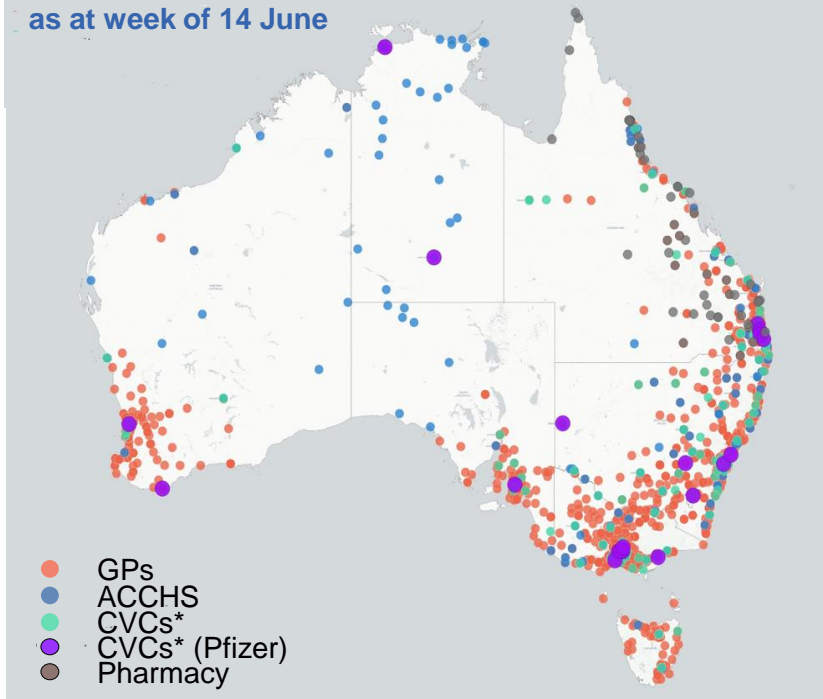 as at week of 14 June
GPs
ACCHS
CVCs*
CVCs* (Pfizer)
Pharmacy